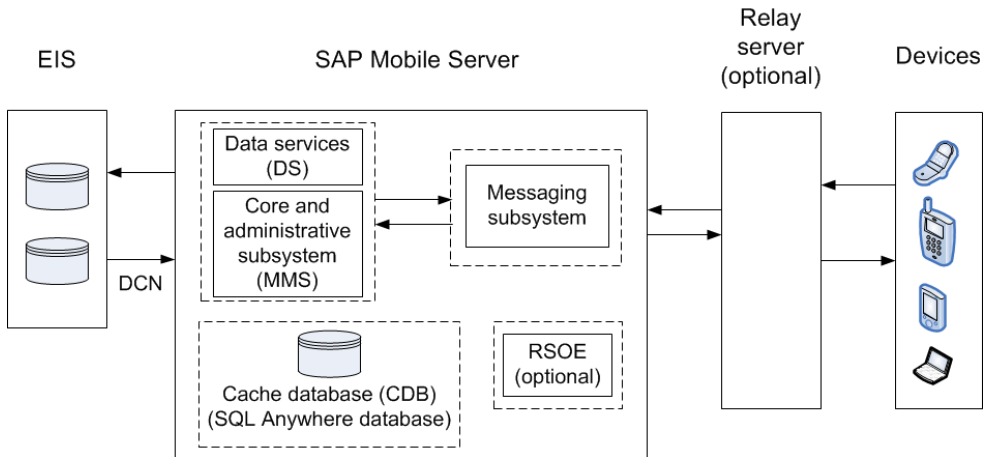 EIS
SAP Mobile Server
Relay
server
(optional)
Devices
Data services
(DS)
Core and
administrative
subsystem
(MMS)
Messaging
subsystem
DCN
Cache database (CDB)
(SQL Anywhere database)
RSOE
(optional)